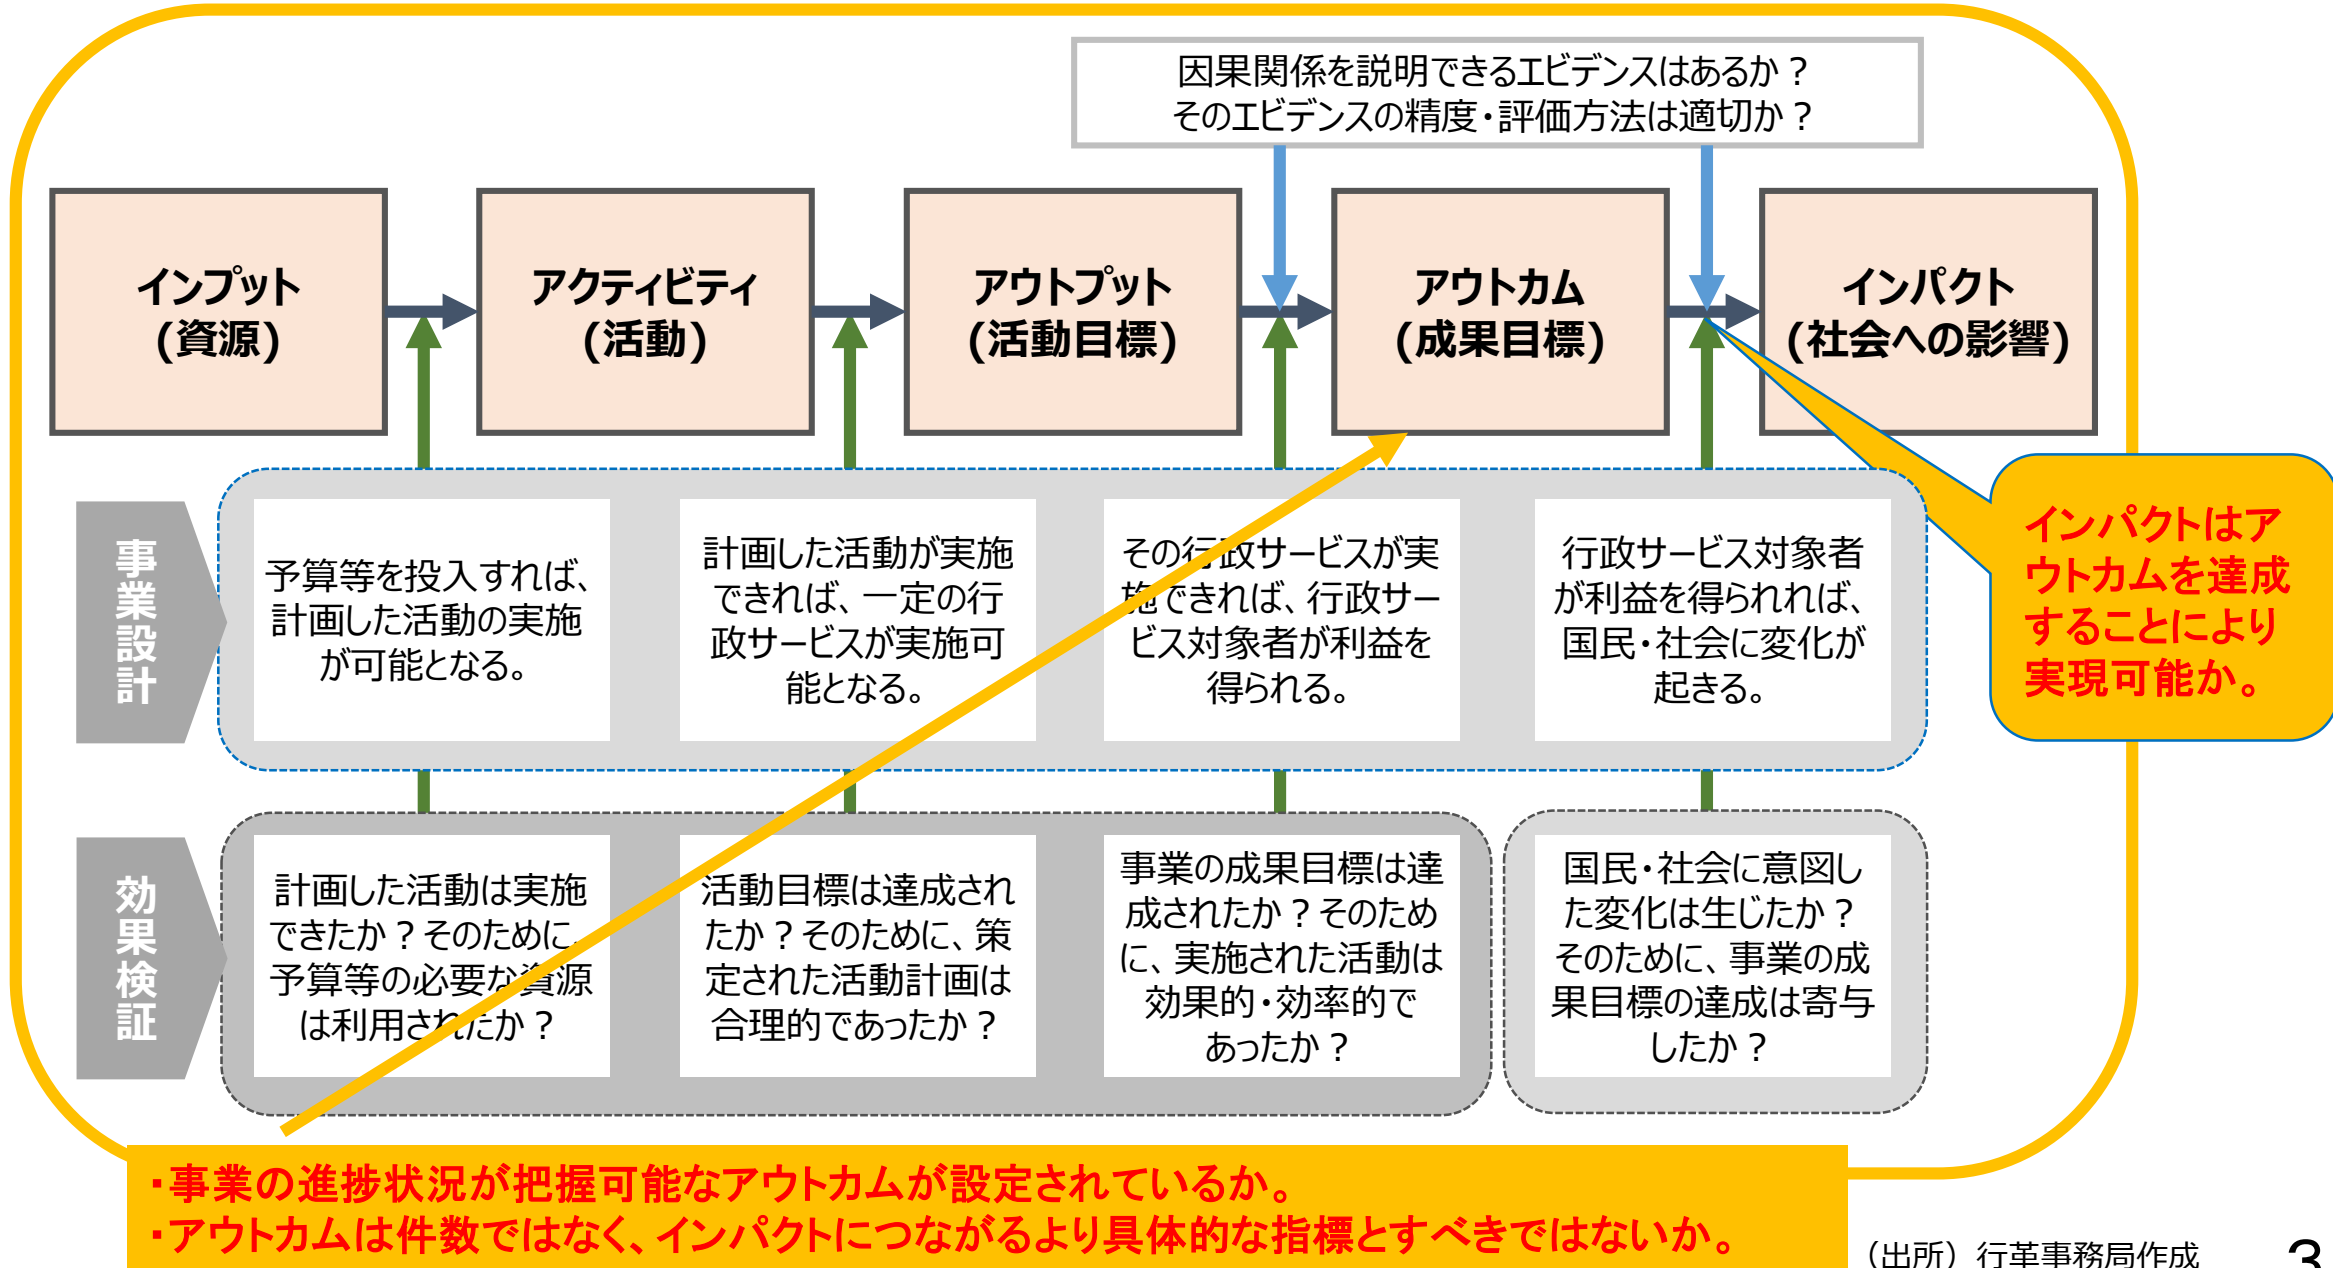 因果関係を説明できるエビデンスはあるか？
そのエビデンスの精度・評価方法は適切か？
インプット
(資源)
アクティビティ
(活動)
アウトプット
(活動目標)
アウトカム
(成果目標)
インパクト
(社会への影響)
事業設計
予算等を投入すれば、
計画した活動の実施
が可能となる。
計画した活動が実施
できれば、一定の行
政サービスが実施可
能となる。
その行政サービスが実
施できれば、行政サー
ビス対象者が利益を
得られる。
行政サービス対象者
が利益を得られれば、
国民・社会に変化が
起きる。
インパクトはア
ウトカムを達成
することにより
実現可能か。
効果検証
計画した活動は実施
できたか？そのために、
予算等の必要な資源
は利用されたか？
活動目標は達成され
たか？そのために、策
定された活動計画は
合理的であったか？
事業の成果目標は達
成されたか？そのため
に、実施された活動は
効果的・効率的で
あったか？
国民・社会に意図し
た変化は生じたか？
そのために、事業の成
果目標の達成は寄与
したか？
・事業の進捗状況が把握可能なアウトカムが設定されているか。
・アウトカムは件数ではなく、インパクトにつながるより具体的な指標とすべきではないか。
（出所）行革事務局作成
3